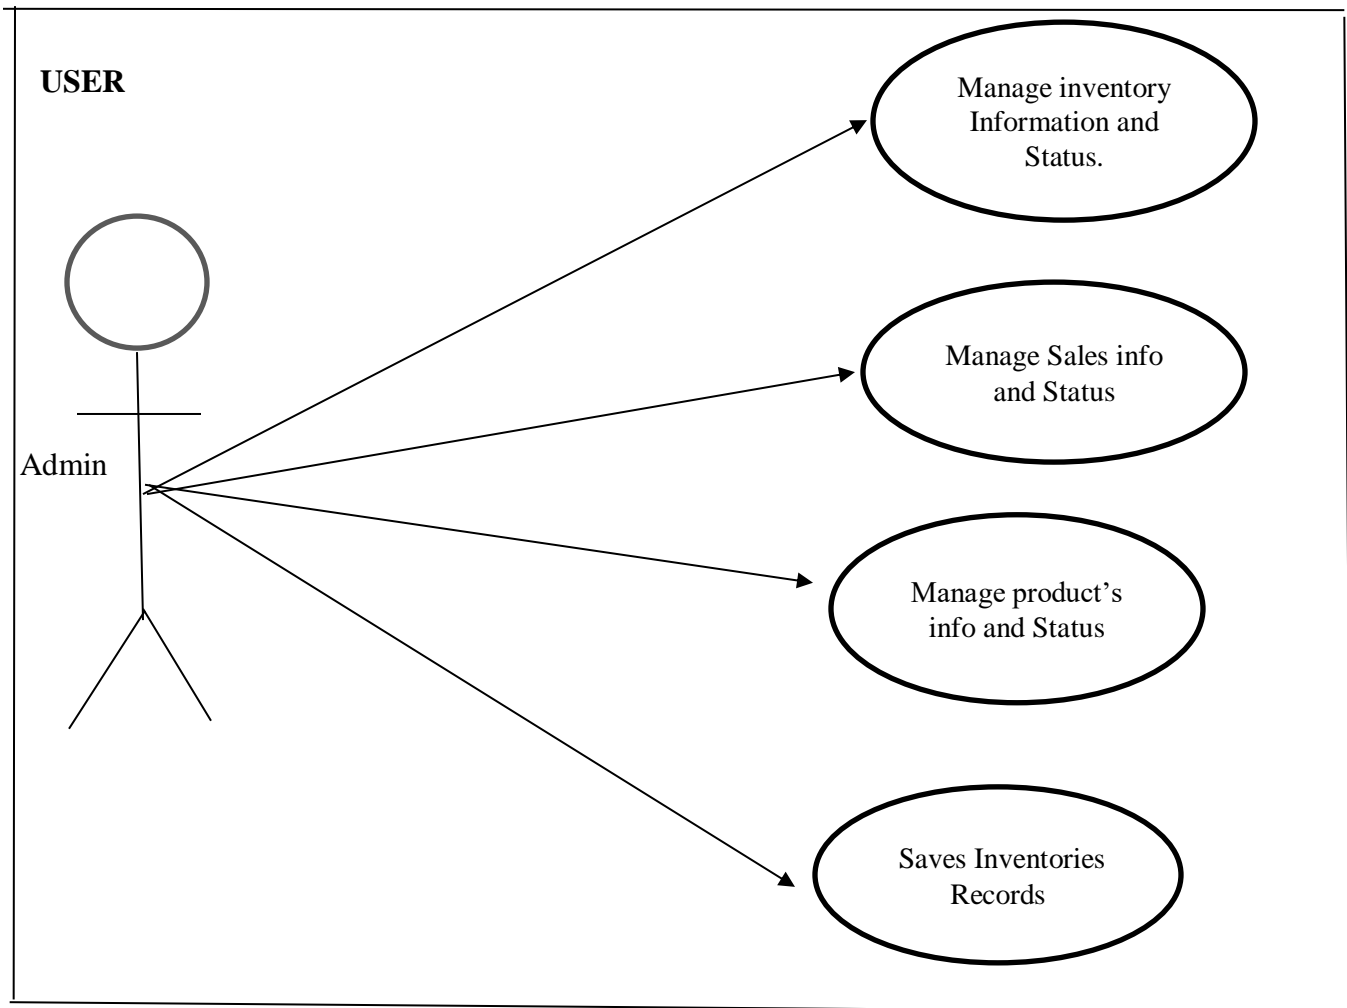 USER
Manage inventory
Information and
Status.
Manage Sales info
and Status
Admin
Manage product’s
info and Status
Saves Inventories
Records